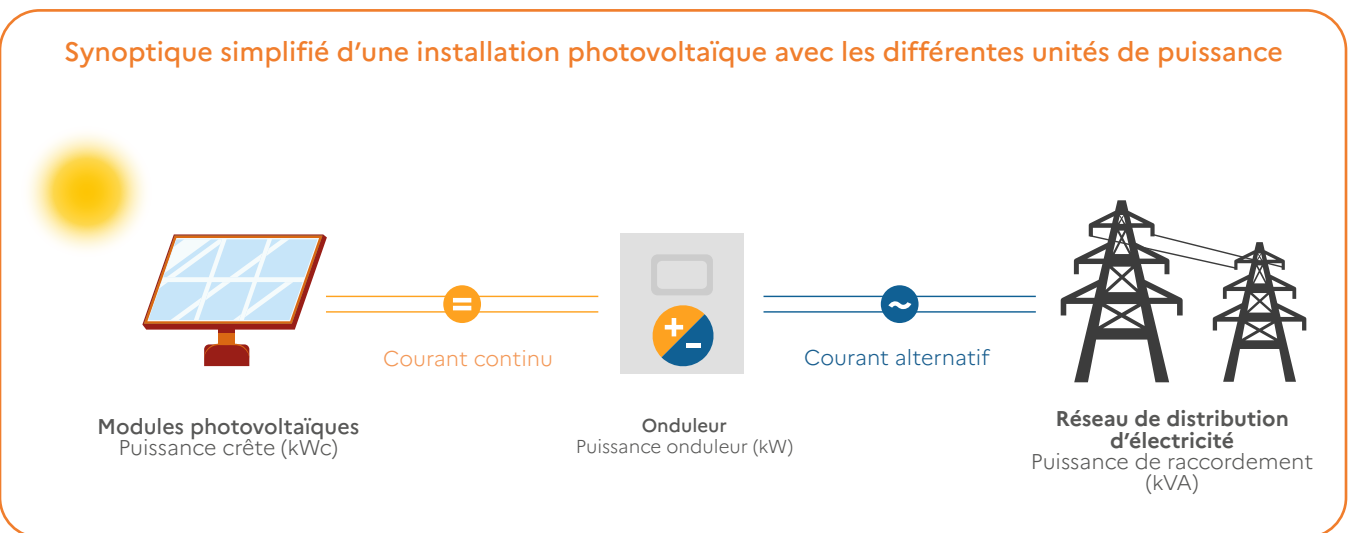 Synoptique simplifié d’une installation photovoltaïque avec les différentes unités de puissance
=
~
+
-
Courant continu
Courant alternatif
Modules photovoltaïques
Puissance crête (kWc)
Onduleur
Puissance onduleur (kW)
Réseau de distribution
d’électricité
Puissance de raccordement
(kVA)